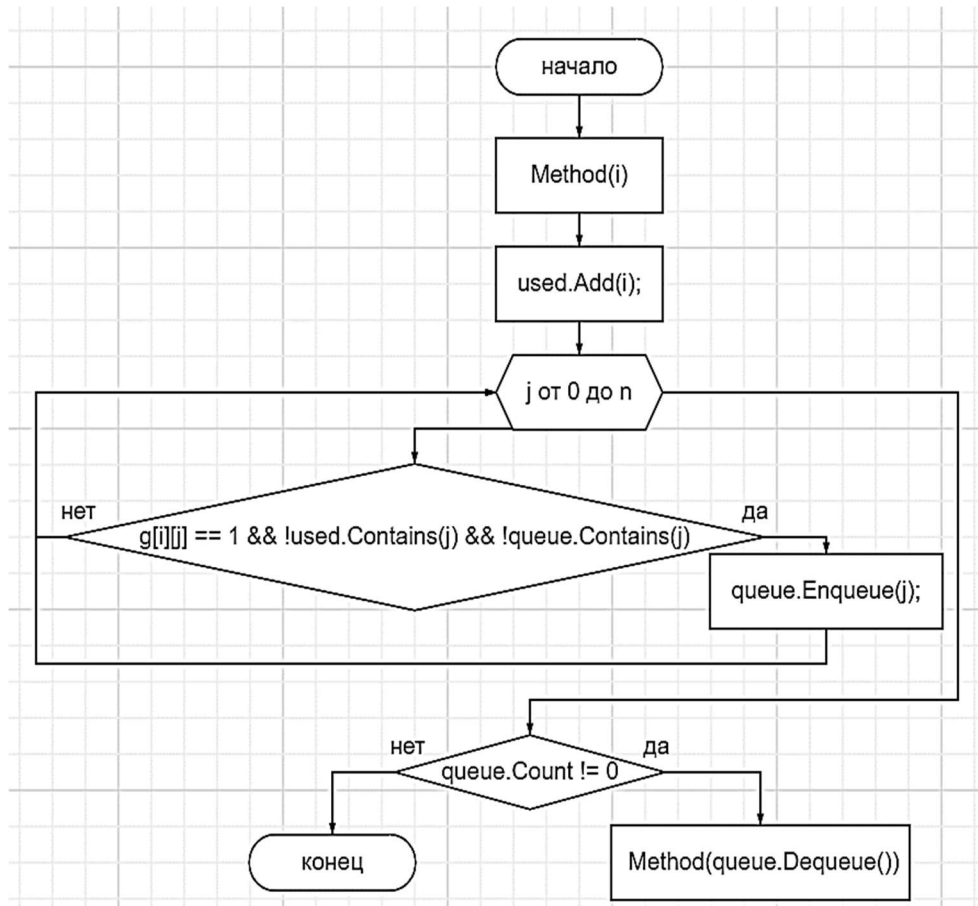 начало
Method(i)
used.Add(i);
j от 0 до n
нет
да
g[i][j] == 1 && !used.Contains(j) && !queue.Contains(j)
queue.Enqueue(j);
нет
да
queue.Count != 0
конец
Method(queue.Dequeue())